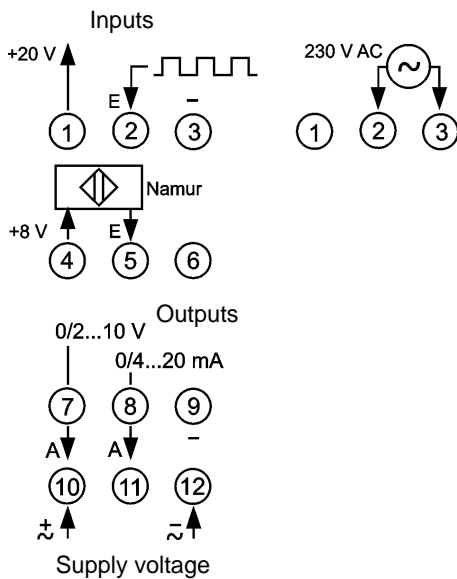 Inputs
+20 V
230 V AC
~
E
–
1 2 3
1 2 3
Namur
+8 V
E
4 5 6
Outputs
0/2...10 V
0/4...20 mA
7 8 9
A A –
10 11 12
+
~
–
~
Supply voltage